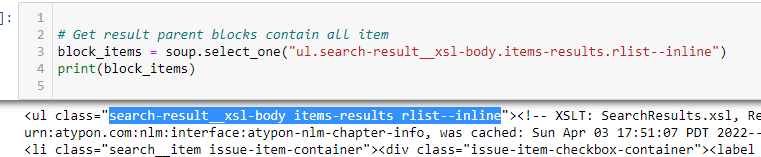 ]:
1
2 # Get result parent blocks contain all item
3 block_items = soup.select_one("ul.search-result__xsl-body.items-results.rlist--inline")
4 print(block_items)
5
<ul class="search-result__xsl-body items-results rlist--inline"><!-- XSLT: SearchResults.xsl, Re
urn:atypon.com:nlm:interface:atypon-nlm-chapter-info, was cached: Sun Apr 03 17:51:07 PDT 2022--
<li class="search__item issue-item-container"><div class="issue-item-checkbox-container"><label